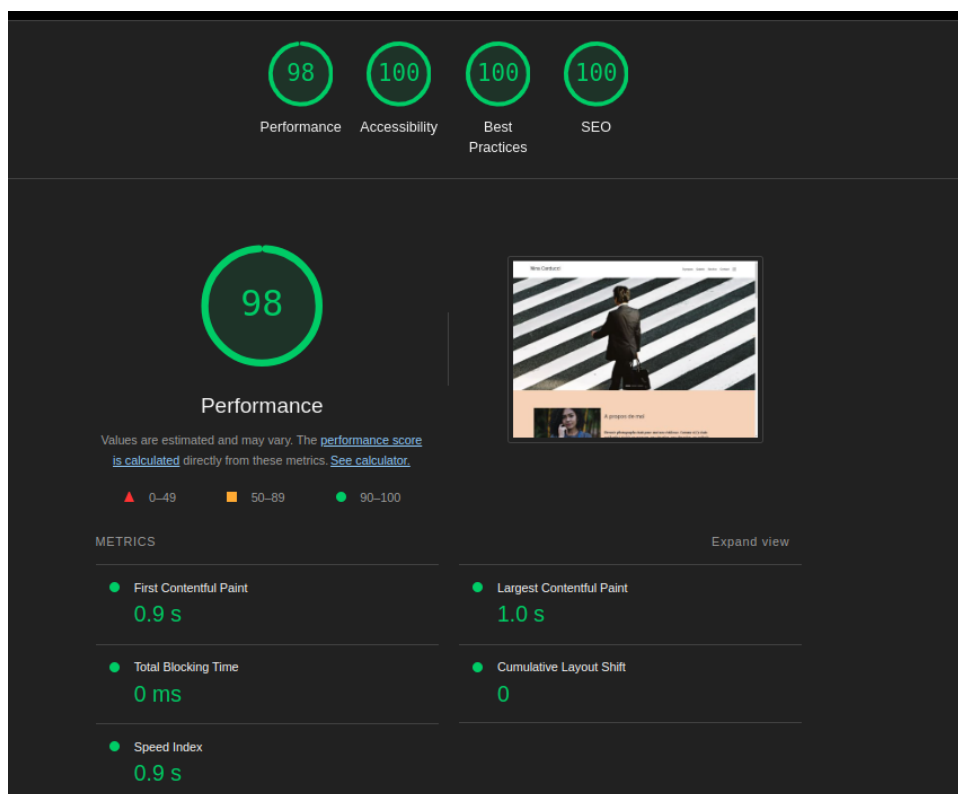 98
100
100
100
Performance
Accessibility
Best
Practices
SEO
98
Performance
Values are estimated and may vary. The performance score
is calculated directly from these metrics. See calculator.
0–49
50–89
90–100
Nina Carducci
A propos de moi
METRICS
Expand view
First Contentful Paint
0.9 s
Largest Contentful Paint
1.0 s
Total Blocking Time
0 ms
Cumulative Layout Shift
0
Speed Index
0.9 s